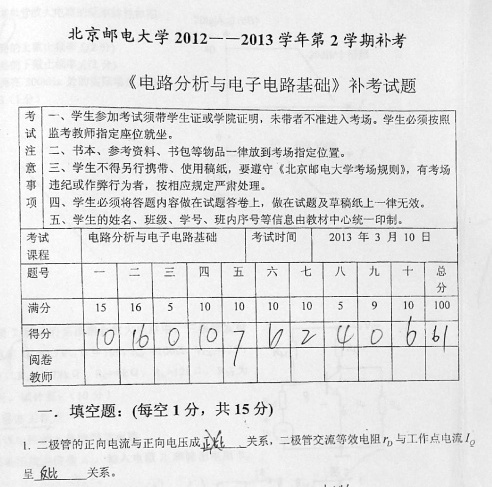 北京邮电大学2012——2013学年第2学期补考
《电路分析与电子电路基础》补考试题
考试注意事项
一、学生参加考试须带学生证或学院证明，未带者不准进入考场。学生必须按照
监考教师指定座位就坐。
二、书本、参考资料、书包等物品一律放到考场指定位置。
三、学生不得另行携带、使用稿纸，要遵守《北京邮电大学考场规则》，有考场
违纪或作弊行为者，按相应规定严肃处理。
四、学生必须将答题内容做在试题答卷上，做在试题及草稿纸上一律无效。
五、学生的姓名、班级、学号、班内序号等信息由教材中心统一印制。
考试课程 电路分析与电子电路基础 考试时间 2013 年 3 月 10 日
题号 一 二 三 四 五 六 七 八 九 十 总分
满分 15 16 5 10 10 10 10 5 9 10 100
得分 10 16 0 10 7 6 2 4 0 6 61
阅卷教师
一．填空题：(每空1分，共15分)
1. 二极管的正向电流与正向电压成 关系，二极管交流等效电阻r_D与工作点电流I_Q
呈 反比 关系。